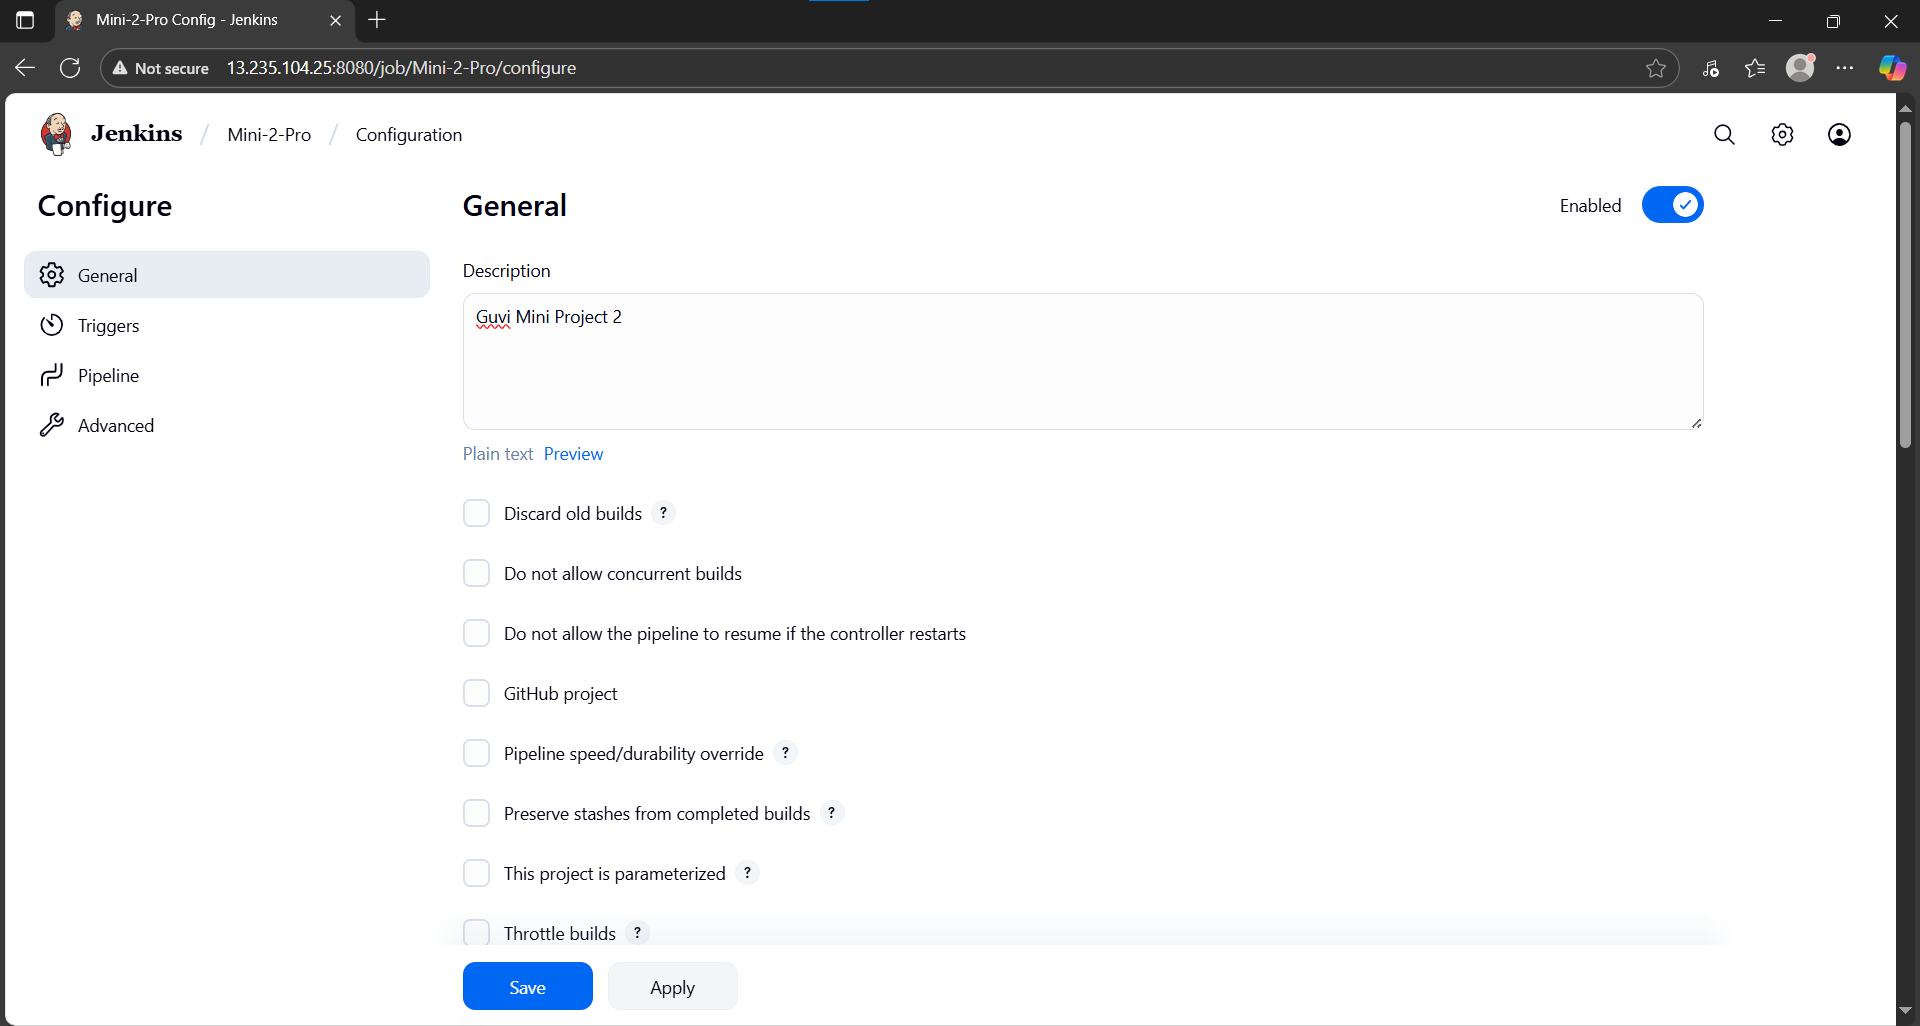 Mini-2-Pro Config - Jenkins
Not secure 13.235.104.25:8080/job/Mini-2-Pro/configure
Jenkins / Mini-2-Pro / Configuration
Configure
General
Triggers
Pipeline
Advanced
General
Enabled
Description
Guvi Mini Project 2
Plain text Preview
Discard old builds ?
Do not allow concurrent builds
Do not allow the pipeline to resume if the controller restarts
GitHub project
Pipeline speed/durability override ?
Preserve stashes from completed builds ?
This project is parameterized ?
Throttle builds ?
Save Apply